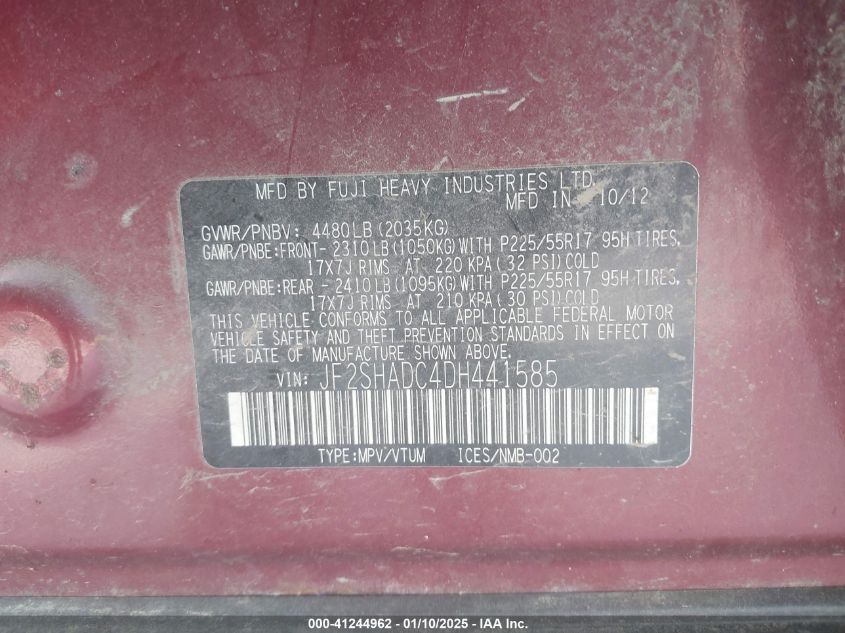 MFD BY FUJI HEAVY INDUSTRIES LTD.
MFD IN 10/12
GVWR/PNBV: 4480LB(2035KG)
GAWR/PNBE:FRONT- 2310LB(1050KG)WITH P225/55R17 95H TIRES,
17X7J RIMS AT 220 KPA(32 PSI)COLD
GAWR/PNBE:REAR - 2410LB(1095KG)WITH P225/55R17 95H TIRES,
17X7J RIMS AT 210 KPA(30 PSI)COLD
THIS VEHICLE CONFORMS TO ALL APPLICABLE FEDERAL MOTOR
VEHICLE SAFETY AND THEFT PREVENTION STANDARDS IN EFFECT ON
THE DATE OF MANUFACTURE SHOWN ABOVE.
VIN: JF2SHADC4DH441585
TYPE:MPV/VTUM ICES/NMB-002
000-41244962 - 01/10/2025 - IAAI.com